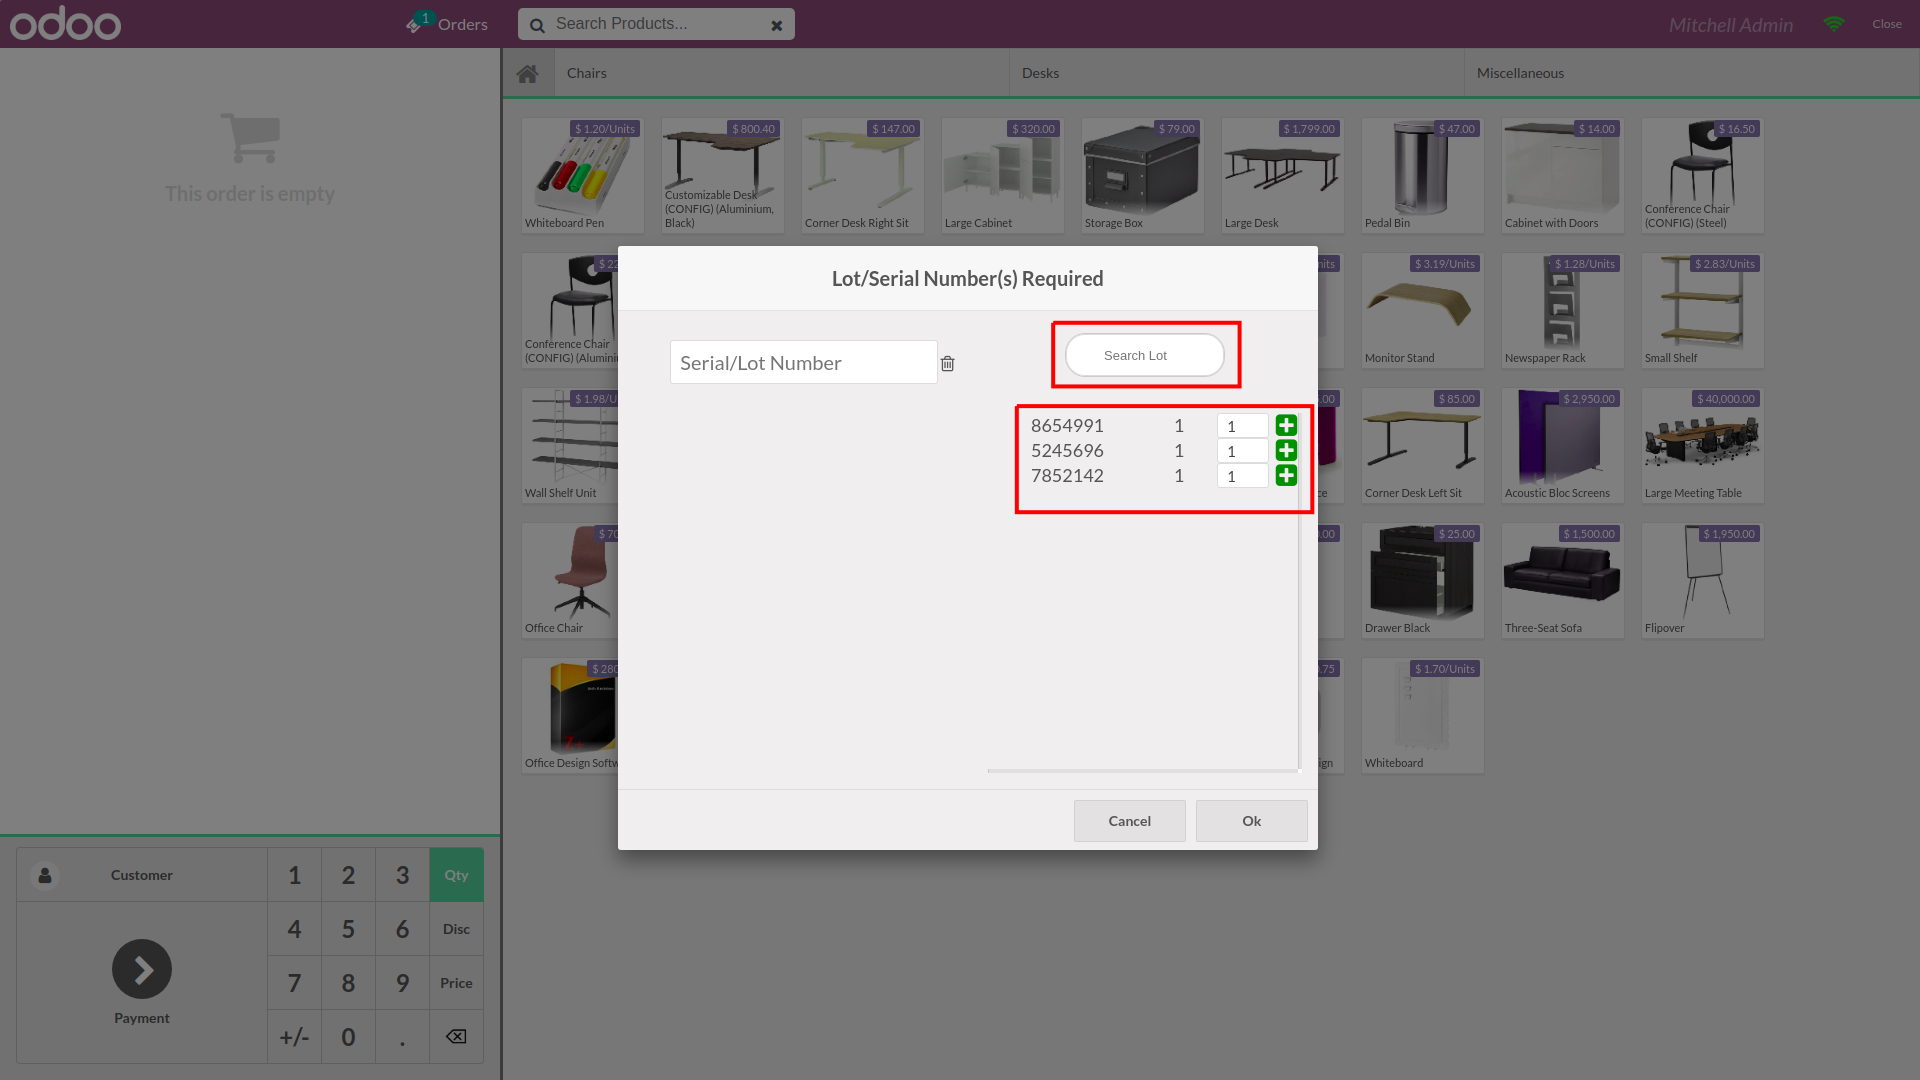 odoo
1
Orders
Search Products...
Mitchell Admin
Close
Chairs
Desks
Miscellaneous
This order is empty
$ 1.20/Units
Whiteboard Pen
$ 800.40
Customizable Desk
(CONFIG) (Aluminium,
Black)
$ 147.00
Corner Desk Right Sit
$ 320.00
Large Cabinet
$ 79.00
Storage Box
$ 1,799.00
Large Desk
$ 47.00
Pedal Bin
$ 14.00
Cabinet with Doors
$ 16.50
Conference Chair
(CONFIG) (Steel)
$ 22
Conference Chair
(CONFIG) (Alumini
nits
$ 3.19/Units
Monitor Stand
$ 1.28/Units
Newspaper Rack
$ 2.83/Units
Small Shelf
$ 1.98/U
Wall Shelf Unit
.00
ce
$ 85.00
Corner Desk Left Sit
$ 2,950.00
Acoustic Bloc Screens
$ 40,000.00
Large Meeting Table
$ 70
Office Chair
.00
$ 25.00
Drawer Black
$ 1,500.00
Three-Seat Sofa
$ 1,950.00
Flipover
$ 280
Office Design Softw
.75
ign
$ 1.70/Units
Whiteboard
Lot/Serial Number(s) Required
Serial/Lot Number
Search Lot
8654991 1 1
5245696 1 1
7852142 1 1
Cancel
Ok
Customer
1 2 3 Qty
4 5 6 Disc
7 8 9 Price
+/- 0 .
Payment